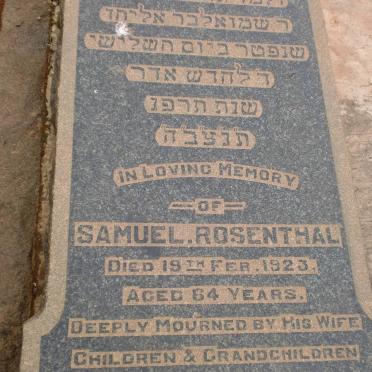 ר שמואל בר אליהו
שנפטר ביום השלישי
ד לחדש אדר
שנת תרפג
תנצבה
IN LOVING MEMORY
OF
SAMUEL.ROSENTHAL
DIED 19TH FEB. 1923.
AGED 64 YEARS.
DEEPLY MOURNED BY HIS WIFE
CHILDREN & GRANDCHILDREN